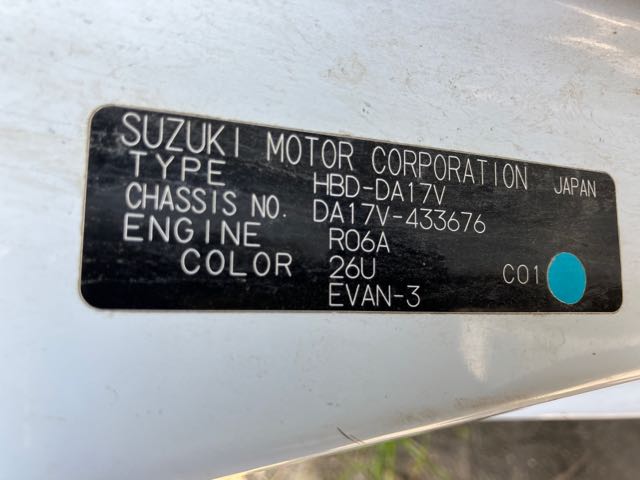 SUZUKI MOTOR CORPORATION JAPAN
TYPE HBD-DA17V
CHASSIS NO. DA17V-433676
ENGINE R06A
COLOR 26U C01
EVAN-3